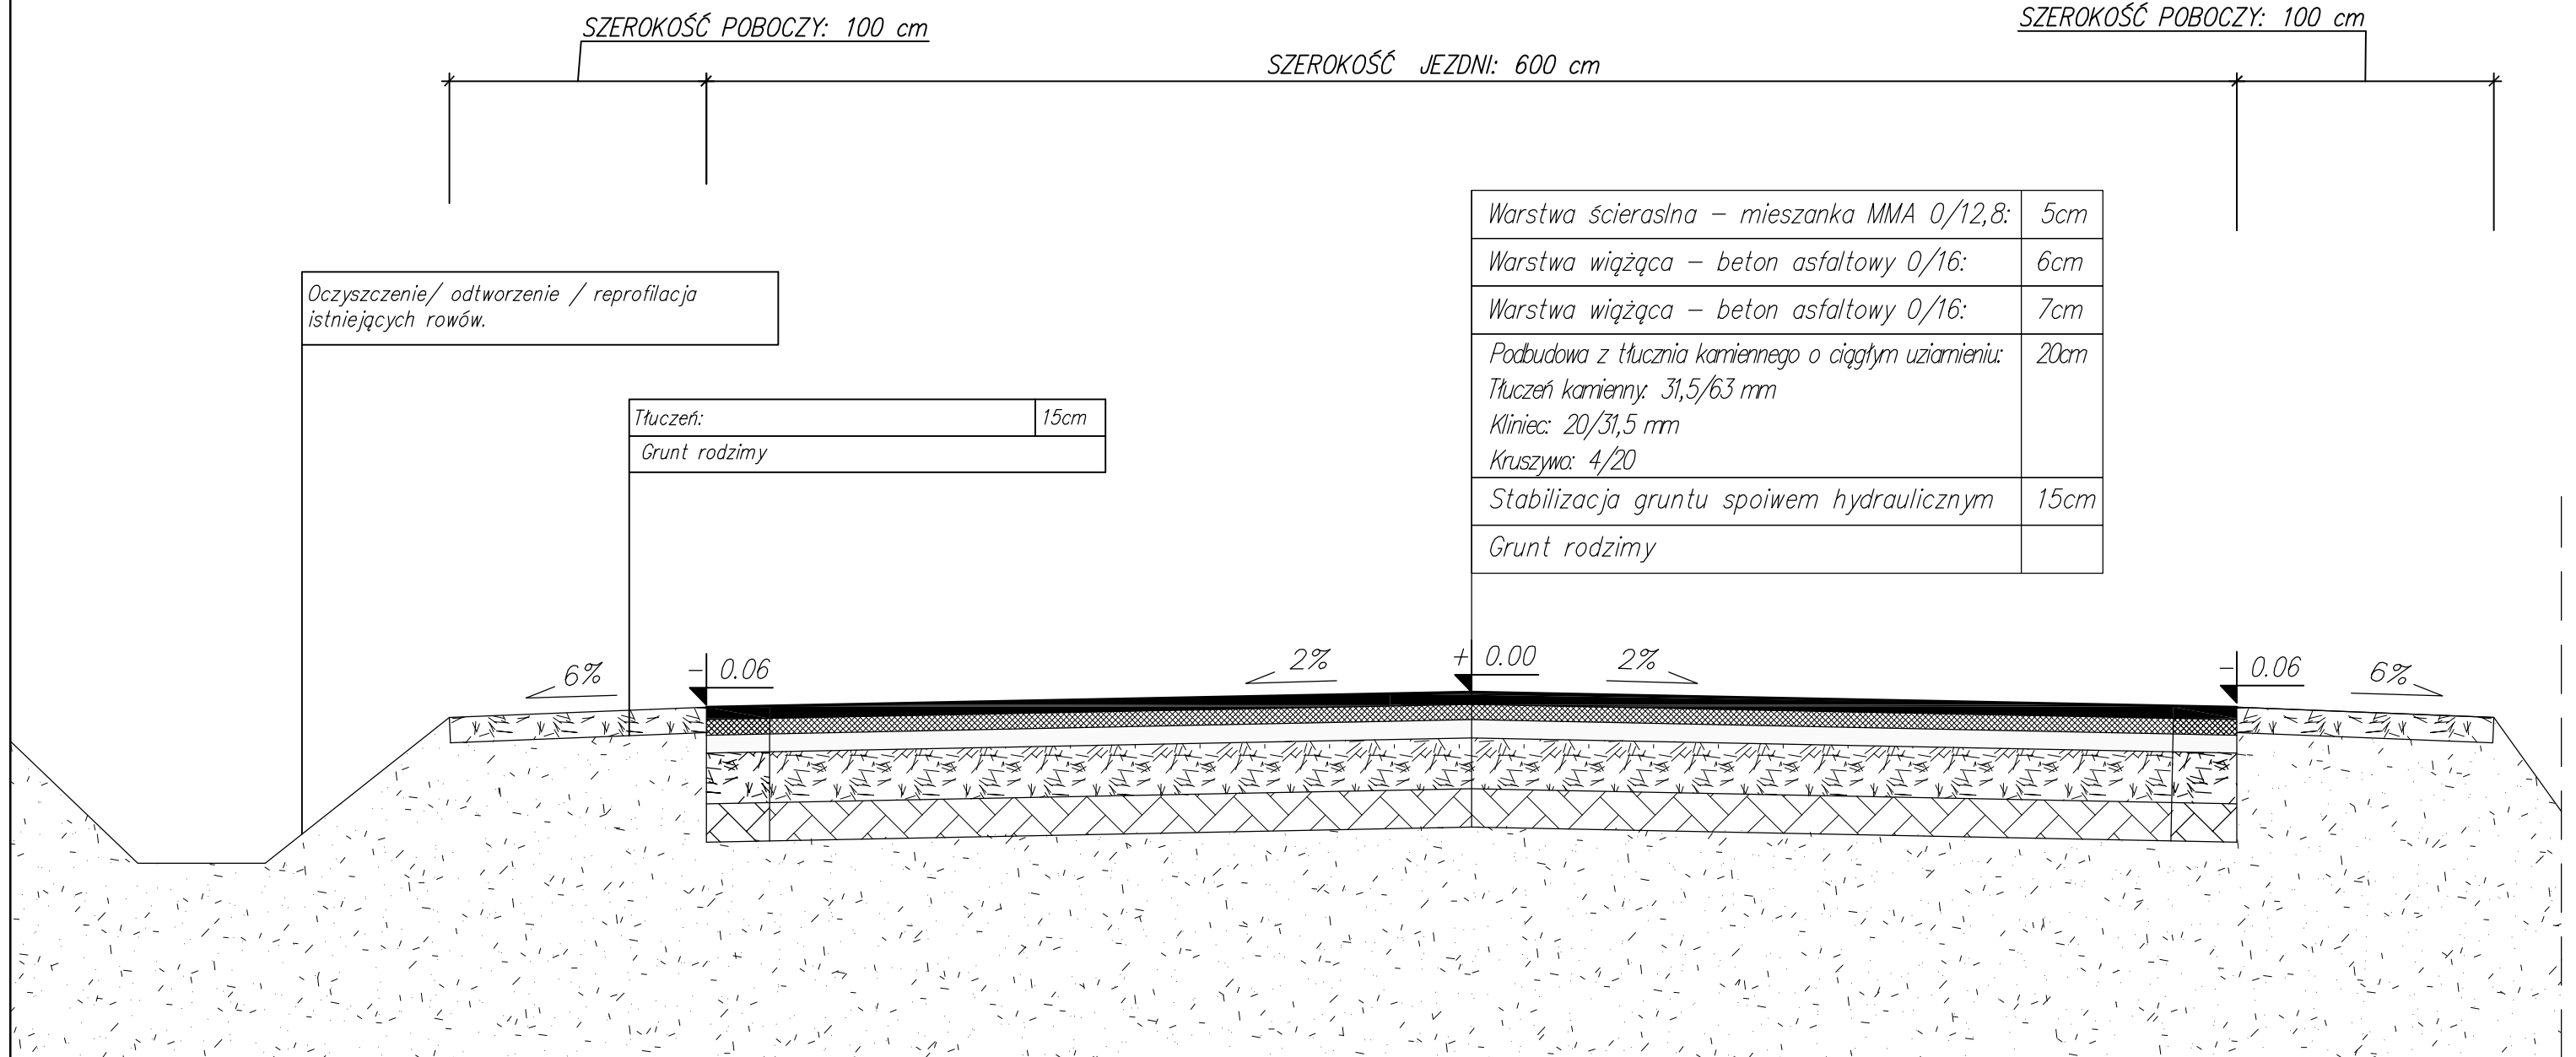 SZEROKOŚĆ POBOCZY: 100 cm
SZEROKOŚĆ POBOCZY: 100 cm
SZEROKOŚĆ JEZDNI: 600 cm
Warstwa ścieraslna – mieszanka MMA 0/12,8: 5cm
Warstwa wiążąca – beton asfaltowy 0/16: 6cm
Warstwa wiążąca – beton asfaltowy 0/16: 7cm
Podbudowa z tłucznia kamiennego o ciągłym uziarnieniu: 20cm
Tłuczeń kamienny: 31,5/63 mm
Kliniec: 20/31,5 mm
Kruszywo: 4/20
Stabilizacja gruntu spoiwem hydraulicznym 15cm
Grunt rodzimy
Oczyszczenie/ odtworzenie / reprofilacja
istniejących rowów.
Tłuczeń: 15cm
Grunt rodzimy
6%
– 0.06
2%
+ 0.00
2%
– 0.06
6%